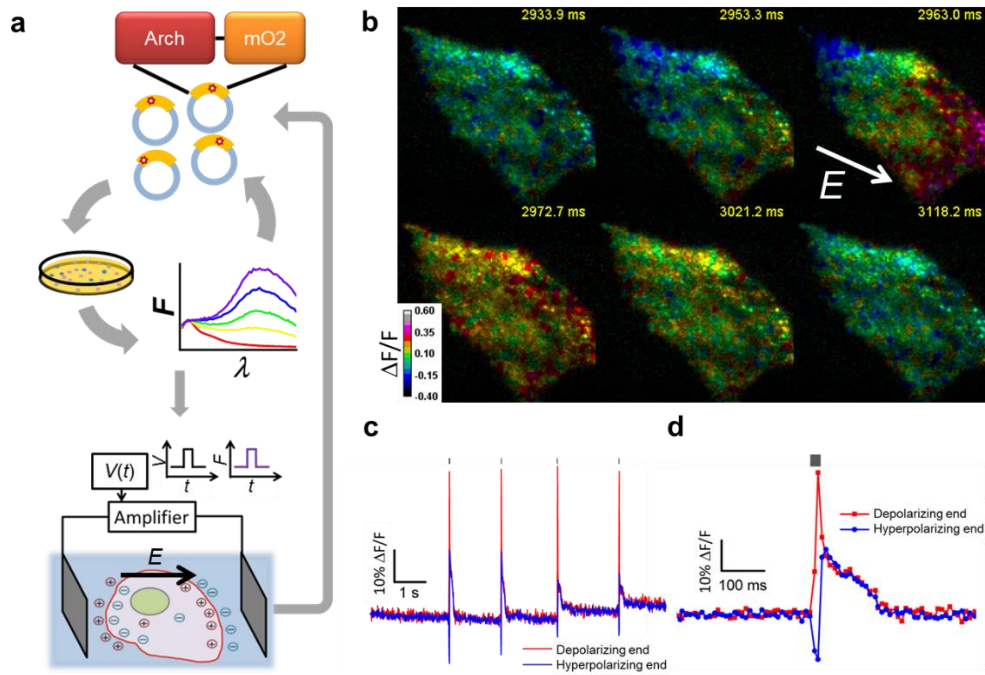 a
Arch
mO2
F
λ
V(t)
V
t
F
t
Amplifier
E
b
2933.9 ms
2953.3 ms
2963.0 ms
E
2972.7 ms
3021.2 ms
3118.2 ms
ΔF/F
0.60
0.35
0.10
-0.15
-0.40
c
10% ΔF/F
1 s
Depolarizing end
Hyperpolarizing end
d
Depolarizing end
Hyperpolarizing end
10% ΔF/F
100 ms